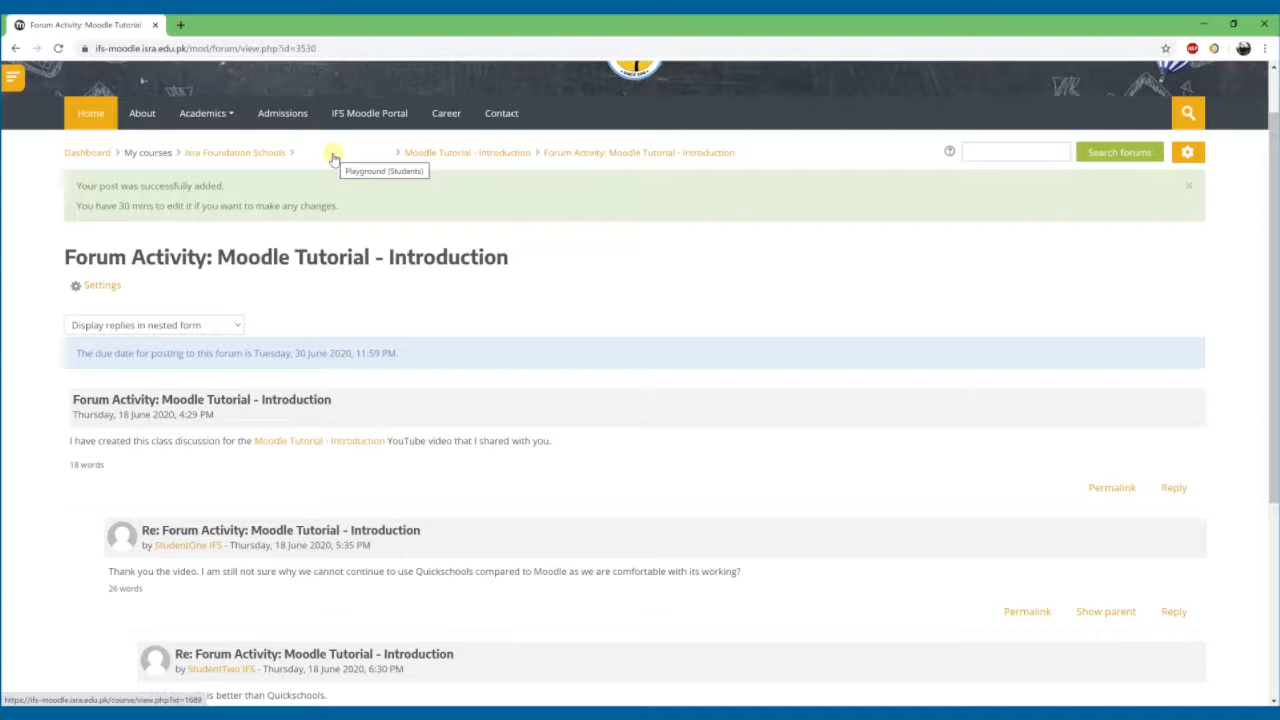 Forum Activity: Moodle Tutorial
ifs-moodle.isra.edu.pk/mod/forum/view.php?id=3530
Home About Academics Admissions IFS Moodle Portal Career Contact
Dashboard > My courses > Isra Foundation Schools > > Moodle Tutorial - Introduction > Forum Activity: Moodle Tutorial - Introduction Search forums
Playground (Students)
Your post was successfully added.
You have 30 mins to edit it if you want to make any changes.
Forum Activity: Moodle Tutorial - Introduction
Settings
Display replies in nested form
The due date for posting to this forum is Tuesday, 30 June 2020, 11:59 PM.
Forum Activity: Moodle Tutorial - Introduction
Thursday, 18 June 2020, 4:29 PM
I have created this class discussion for the Moodle Tutorial - Introduction YouTube video that I shared with you.
18 words
Permalink Reply
Re: Forum Activity: Moodle Tutorial - Introduction
by StudentOne IFS - Thursday, 18 June 2020, 5:35 PM
Thank you the video. I am still not sure why we cannot continue to use Quickschools compared to Moodle as we are comfortable with its working?
26 words
Permalink Show parent Reply
Re: Forum Activity: Moodle Tutorial - Introduction
by StudentTwo IFS - Thursday, 18 June 2020, 6:30 PM
is better than Quickschools.
https://ifs-moodle.isra.edu.pk/course/view.php?id=1689